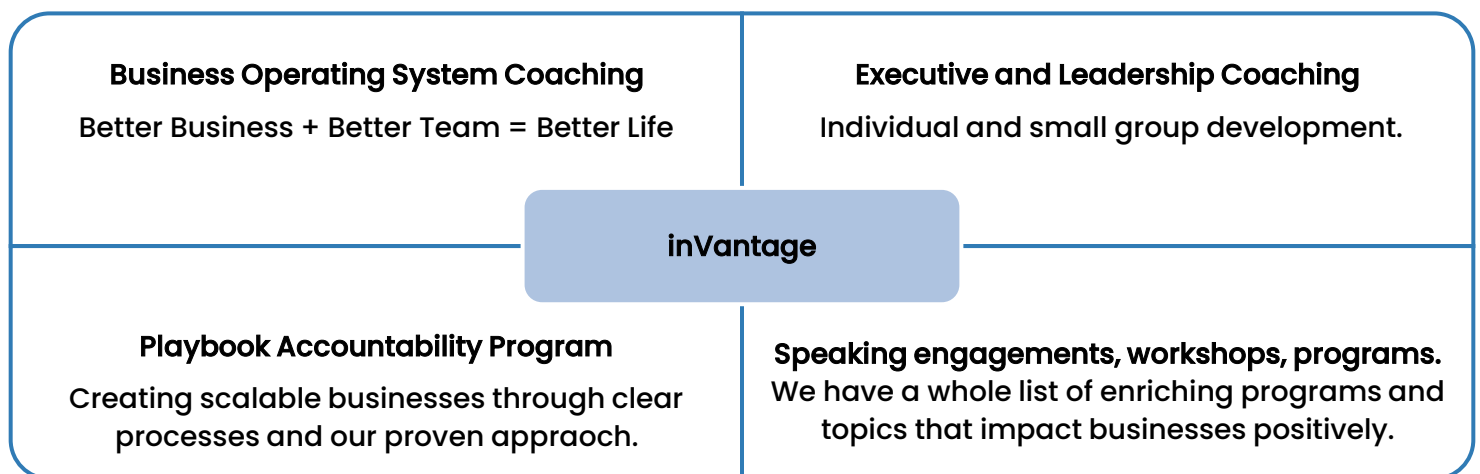 Business Operating System Coaching
Better Business + Better Team = Better Life
Executive and Leadership Coaching
Individual and small group development.
inVantage
Playbook Accountability Program
Creating scalable businesses through clear
processes and our proven appraoch.
Speaking engagements, workshops, programs.
We have a whole list of enriching programs and
topics that impact businesses positively.